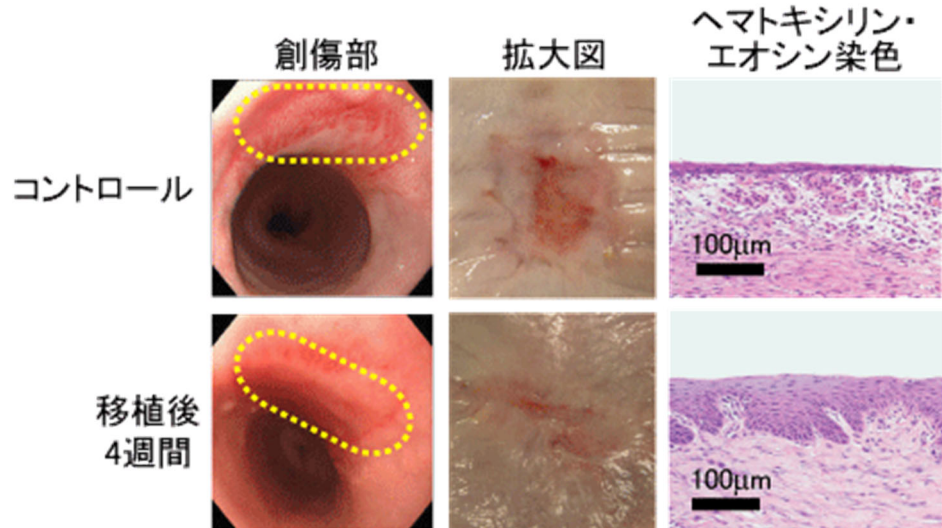 創傷部
拡大図
ヘマトキシリン・
エオシン染色
コントロール
100μm
移植後
4週間
100μm